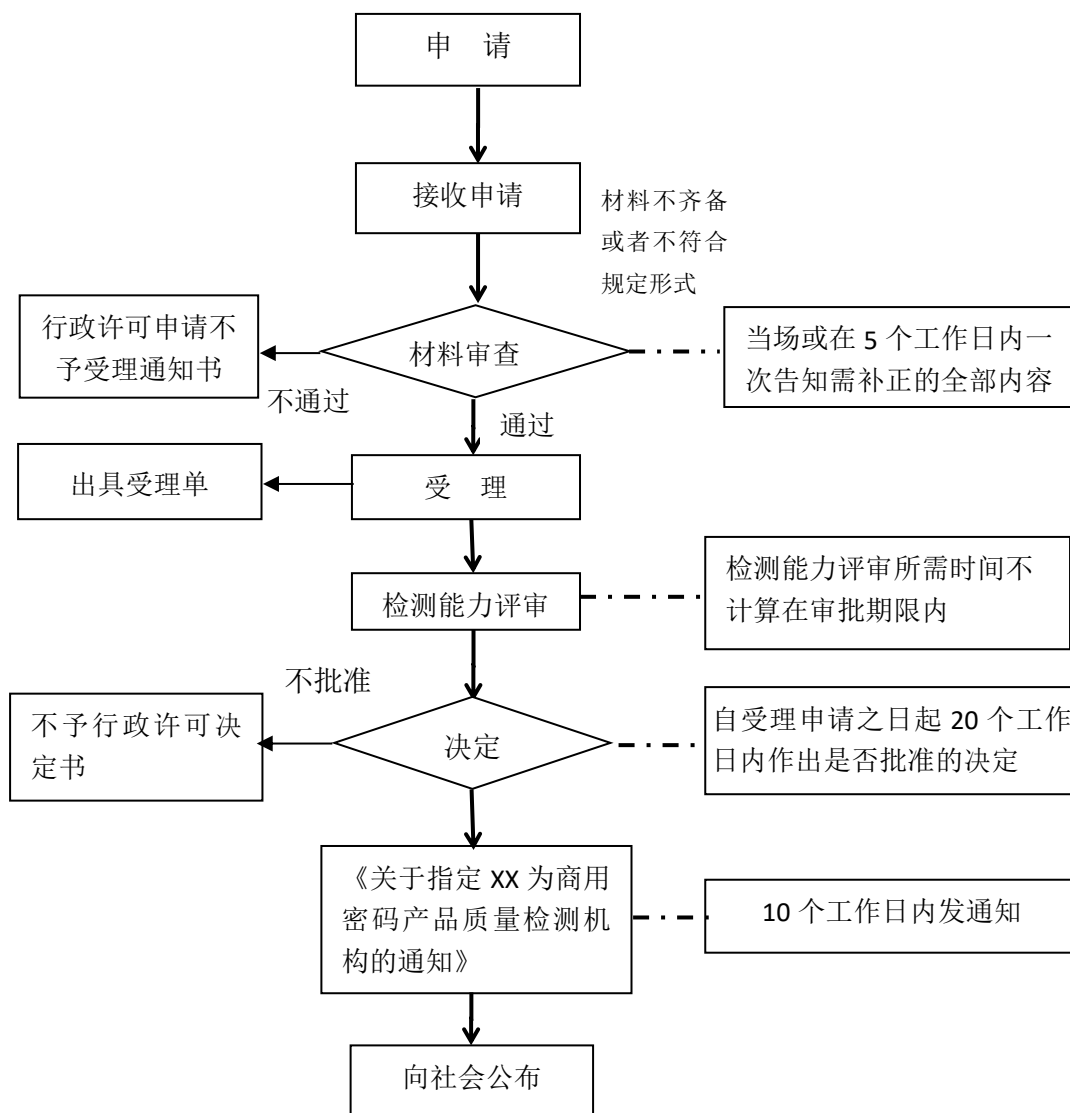 申 请
接收申请
材料不齐备
或者不符合
规定形式
行政许可申请不
予受理通知书
材料审查
当场或在 5 个工作日内一
次告知需补正的全部内容
不通过
通过
出具受理单
受 理
检测能力评审
检测能力评审所需时间不
计算在审批期限内
不批准
不予行政许可决
定书
决定
自受理申请之日起 20 个工作
日内作出是否批准的决定
《关于指定 XX 为商用
密码产品质量检测机
构的通知》
10 个工作日内发通知
向社会公布